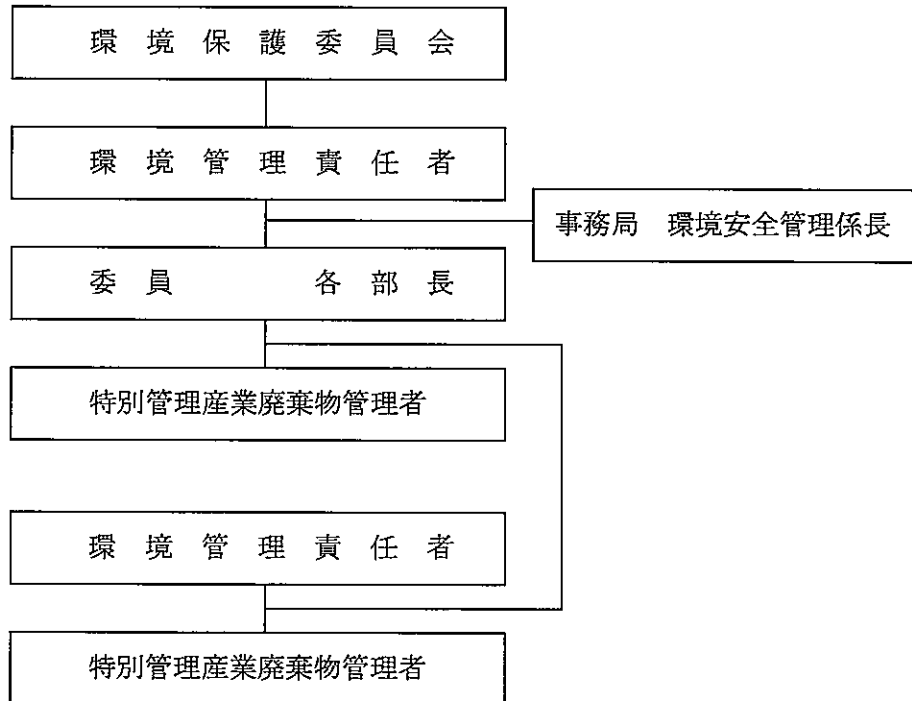 環境保護委員会
環境管理責任者
事務局　環境安全管理係長
委員　各部長
特別管理産業廃棄物管理者
環境管理責任者
特別管理産業廃棄物管理者